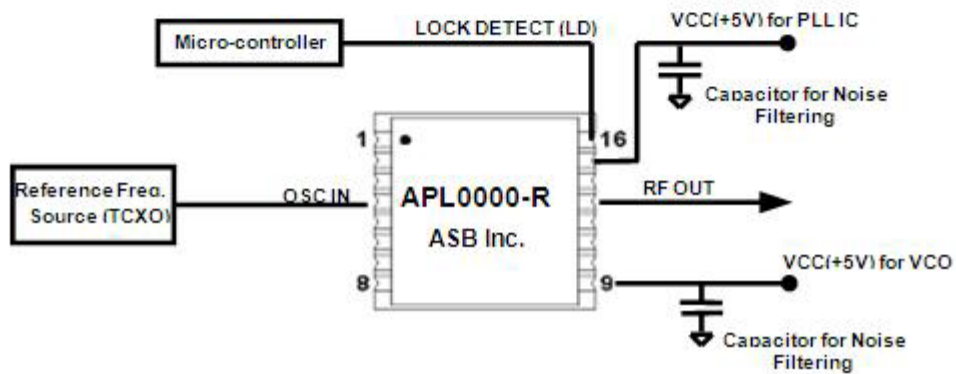 VCC(+5V) for PLL IC
LOCK DETECT (LD)
Micro-controller
Capacitor for Noise
Filtering
1
16
Reference Freq.
Source (TCXO)
OSC IN
APL0000-R
ASB Inc.
RF OUT
8
9
VCC(+5V) for VCO
Capacitor for Noise
Filtering